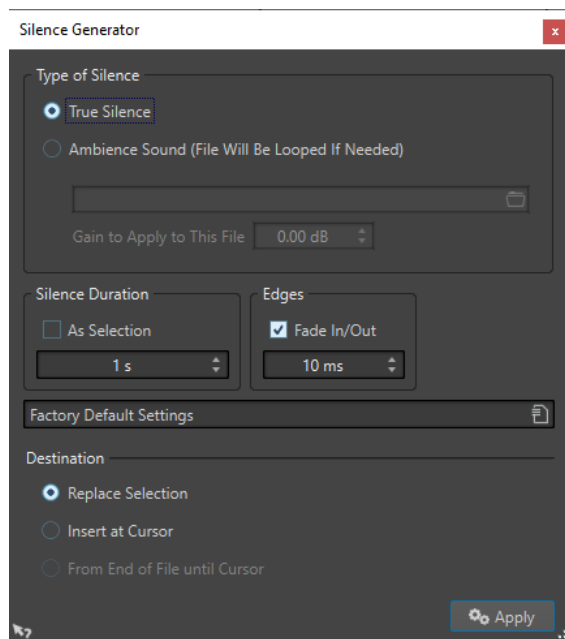 Silence Generator
x
Type of Silence
True Silence
Ambience Sound (File Will Be Looped If Needed)
Gain to Apply to This File 0.00 dB
Silence Duration Edges
As Selection Fade In/Out
1 s 10 ms
Factory Default Settings
Destination
Replace Selection
Insert at Cursor
From End of File until Cursor
Apply
?